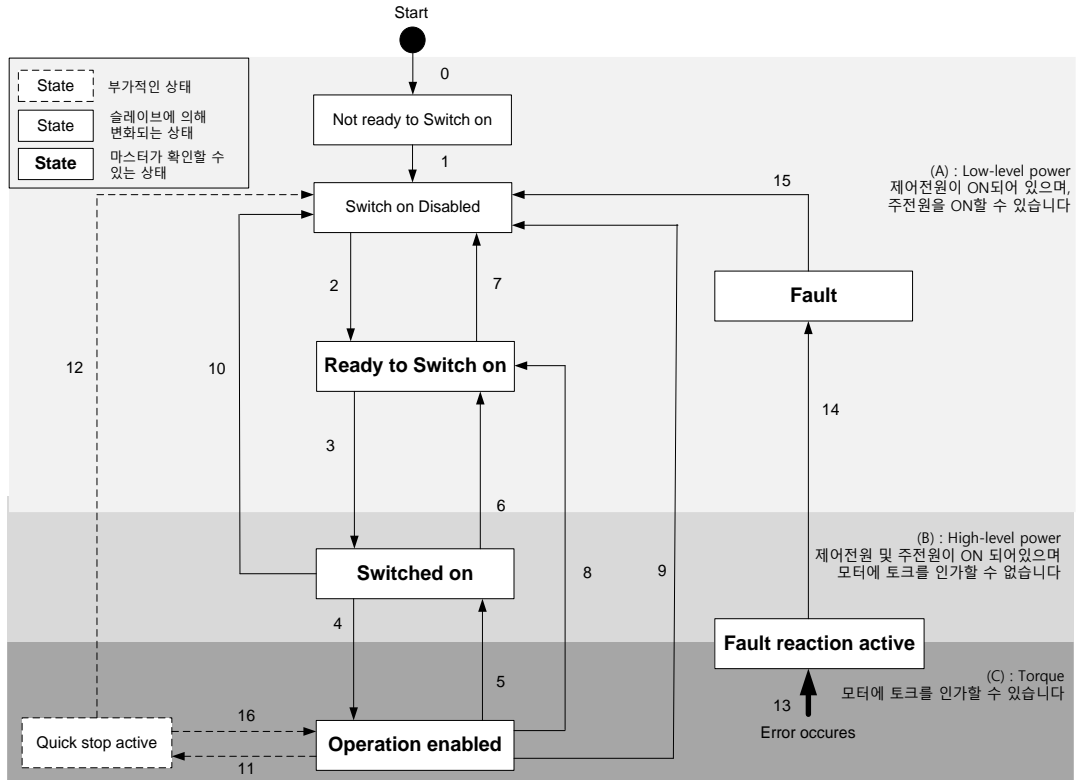 Start
0
State
부가적인 상태
State
슬레이브에 의해
변화되는 상태
State
마스터가 확인할 수
있는 상태
Not ready to Switch on
1
15
(A) : Low-level power
제어전원이 ON되어 있으며,
주전원을 ON할 수 있습니다
Switch on Disabled
2
7
Fault
12
10
Ready to Switch on
14
3
6
(B) : High-level power
제어전원 및 주전원이 ON 되어있으며
모터에 토크를 인가할 수 없습니다
Switched on
8
9
4
Fault reaction active
5
(C) : Torque
모터에 토크를 인가할 수 있습니다
13
Error occures
16
Quick stop active
Operation enabled
11